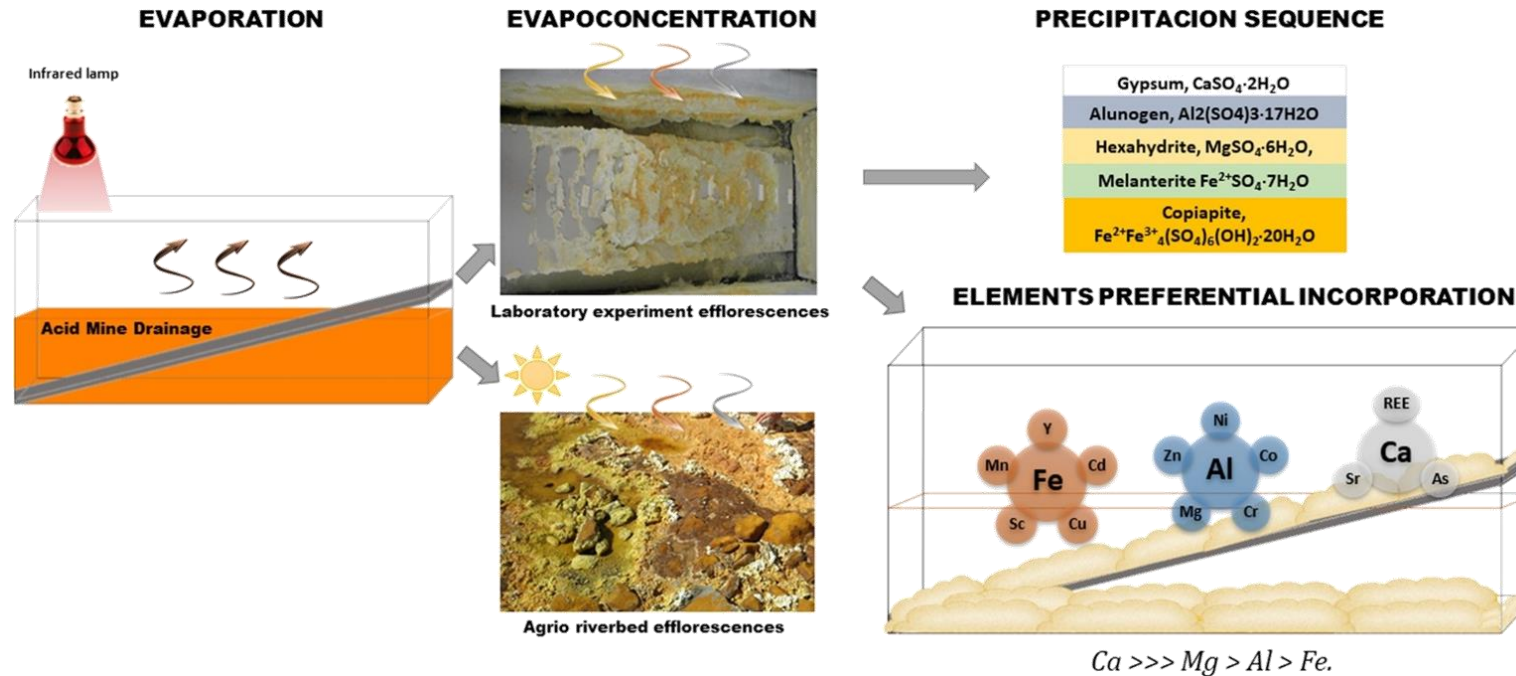 EVAPORATION
Infrared lamp
Acid Mine Drainage
EVAPOCONCENTRATION
Laboratory experiment efflorescences
Agrio riverbed efflorescences
PRECIPITACION SEQUENCE
Gypsum, CaSO₄·2H₂O
Alunogen, Al2(SO4)3·17H2O
Hexahydrite, MgSO₄·6H₂O,
Melanterite Fe²⁺SO₄·7H₂O
Copiapite,
Fe²⁺Fe³⁺₄(SO₄)₆(OH)₂·20H₂O
ELEMENTS PREFERENTIAL INCORPORATION
Y
Mn
Cd
Fe
Sc
Cu
Ni
Zn
Co
Al
Mg
Cr
REE
Ca
Sr
As
Ca >>> Mg > Al > Fe.